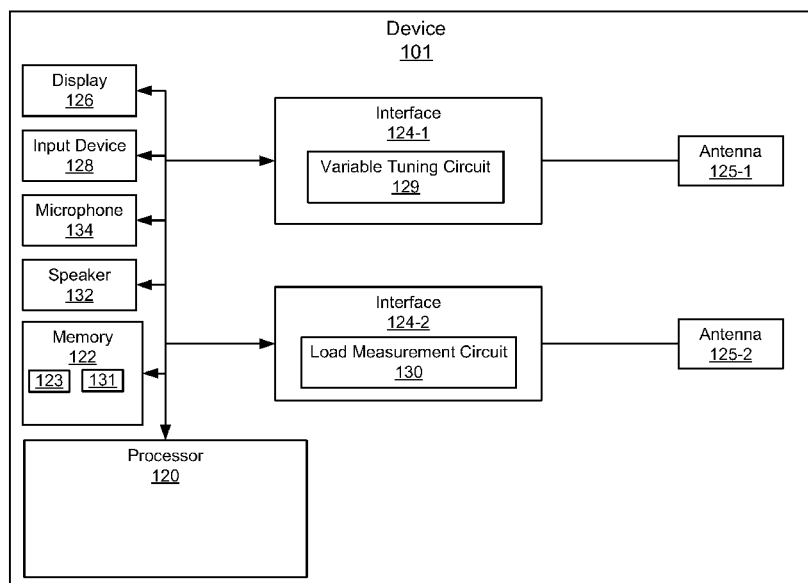 Device
101
Display
126
Input Device
128
Microphone
134
Speaker
132
Memory
122
123 131
Processor
120
Interface
124-1
Variable Tuning Circuit
129
Antenna
125-1
Interface
124-2
Load Measurement Circuit
130
Antenna
125-2